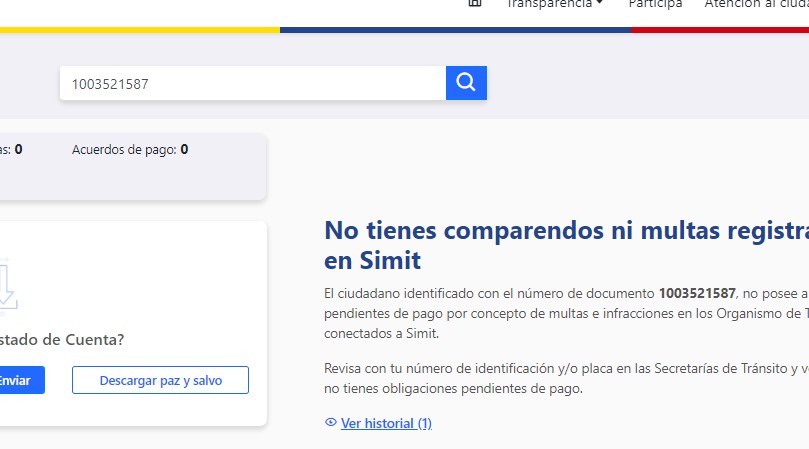 Transparencia Participa Atención al
1003521587
0 Acuerdos de pago: 0
No tienes comparendos ni multas
en Simit
El ciudadano identificado con el número de documento 1003521587, no posee a
pendientes de pago por concepto de multas e infracciones en los Organismo de
conectados a Simit.
stado de Cuenta?
Revisa con tu número de identificación y/o placa en las Secretarías de Tránsito y
Enviar Descargar paz y salvo
no tienes obligaciones pendientes de pago.
Ver historial (1)